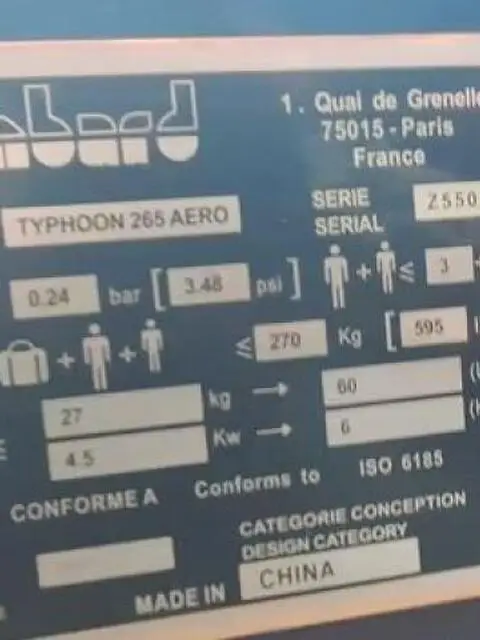 1. Quai de Grenelle
75015 - Paris
France
SERIE
SERIAL
Z550
TYPHOON 265 AERO
0.24 bar [ 3.48 psi ]
+ ≤ 3 +
+ + ≤ 270 Kg [ 595
27 kg → 60
4.5 Kw → 6
CONFORME A Conforms to ISO 6185
CATEGORIE CONCEPTION
DESIGN CATEGORY
MADE IN CHINA